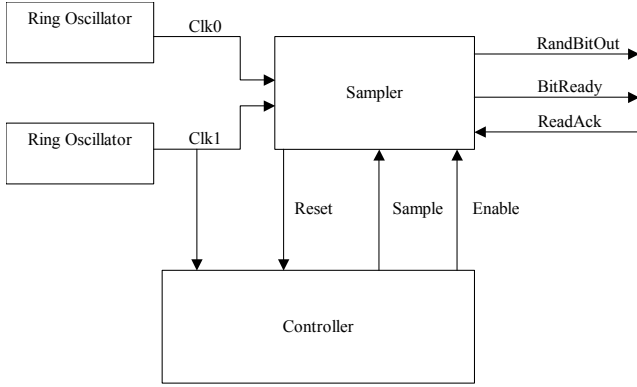 Ring Oscillator
Clk0
RandBitOut
BitReady
Sampler
ReadAck
Ring Oscillator
Clk1
Reset
Sample
Enable
Controller